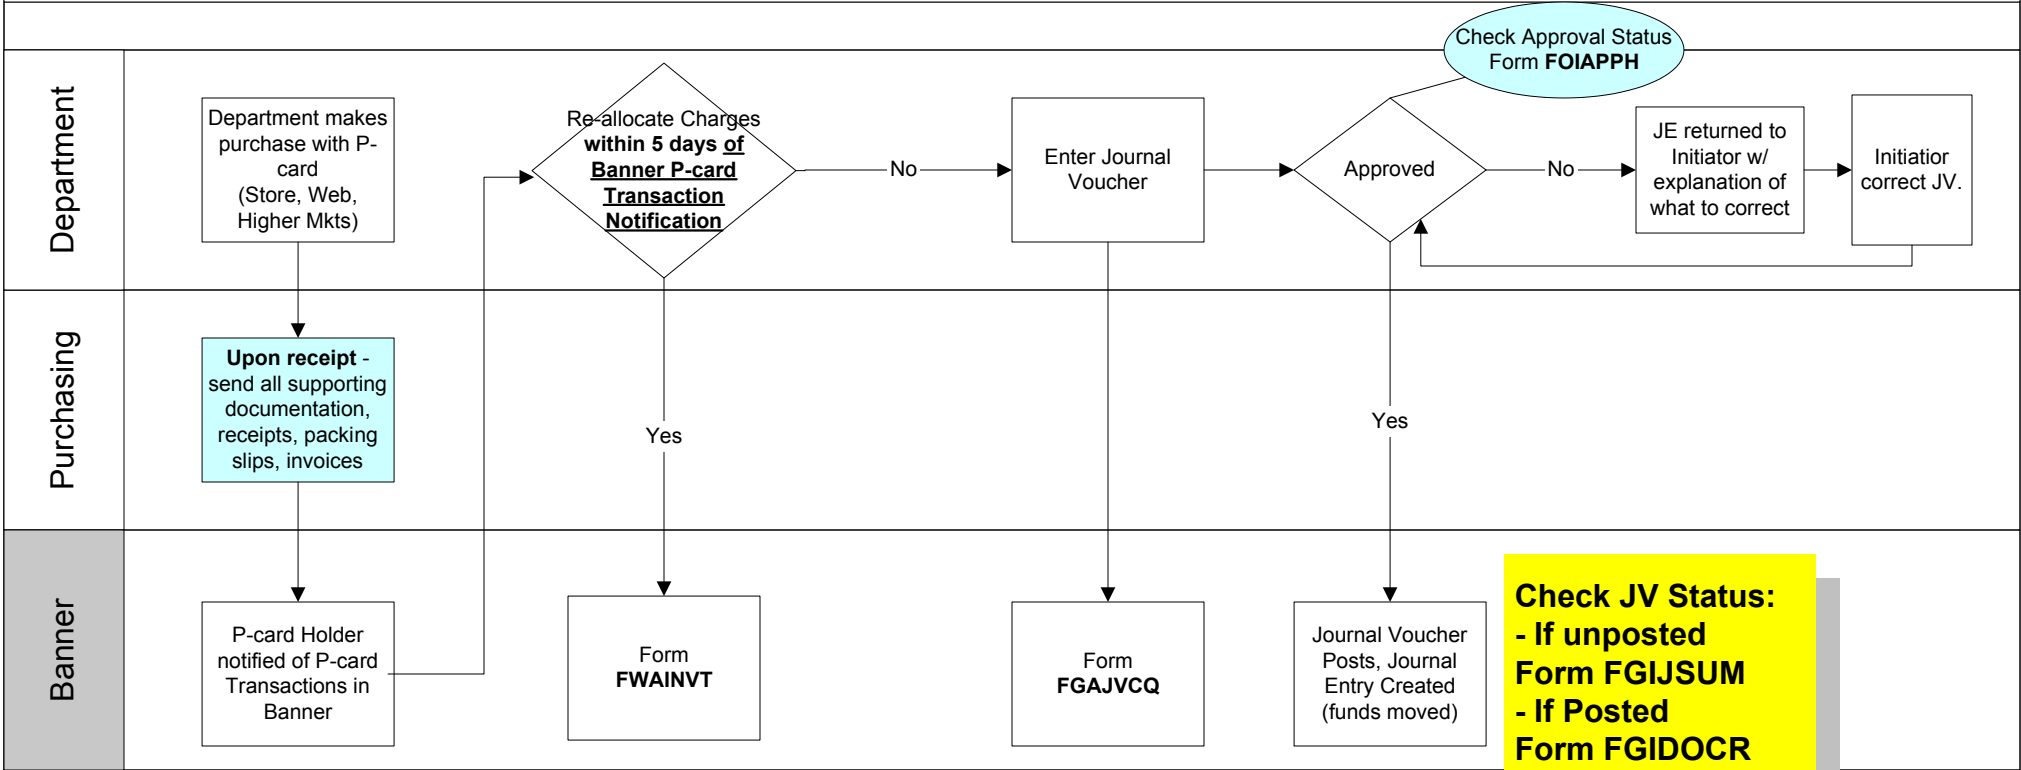 Check Approval Status
Form FOIAPPH
Department
Department makes
purchase with P-
card
(Store, Web,
Higher Mkts)
Re-allocate Charges
within 5 days of
Banner P-card
Transaction
Notification
No
Enter Journal
Voucher
Approved
No
JE returned to
Initiator w/
explanation of
what to correct
Initiatior
correct JV.
Purchasing
Upon receipt -
send all supporting
documentation,
receipts, packing
slips, invoices
Yes
Yes
Banner
P-card Holder
notified of P-card
Transactions in
Banner
Form
FWAINVT
Form
FGAJVCQ
Journal Voucher
Posts, Journal
Entry Created
(funds moved)
Check JV Status:
- If unposted
Form FGIJSUM
- If Posted
Form FGIDOCR